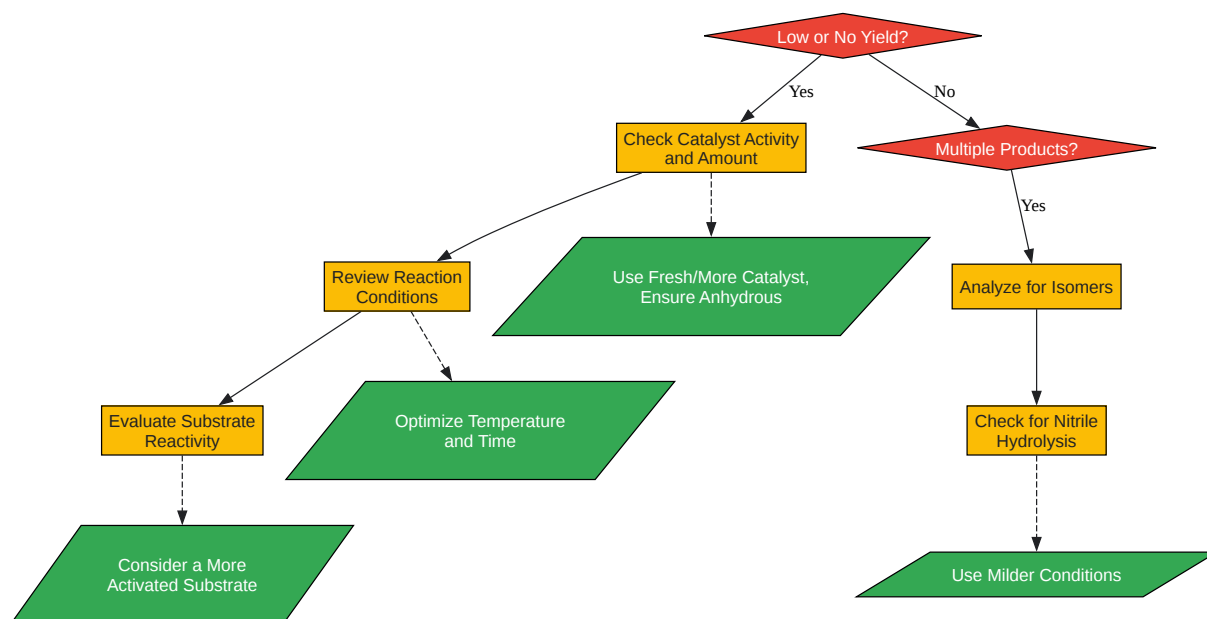 Low or No Yield?
Yes
No
Check Catalyst Activity
and Amount
Multiple Products?
Yes
Review Reaction
Conditions
Use Fresh/More Catalyst,
Ensure Anhydrous
Analyze for Isomers
Evaluate Substrate
Reactivity
Optimize Temperature
and Time
Check for Nitrile
Hydrolysis
Consider a More
Activated Substrate
Use Milder Conditions